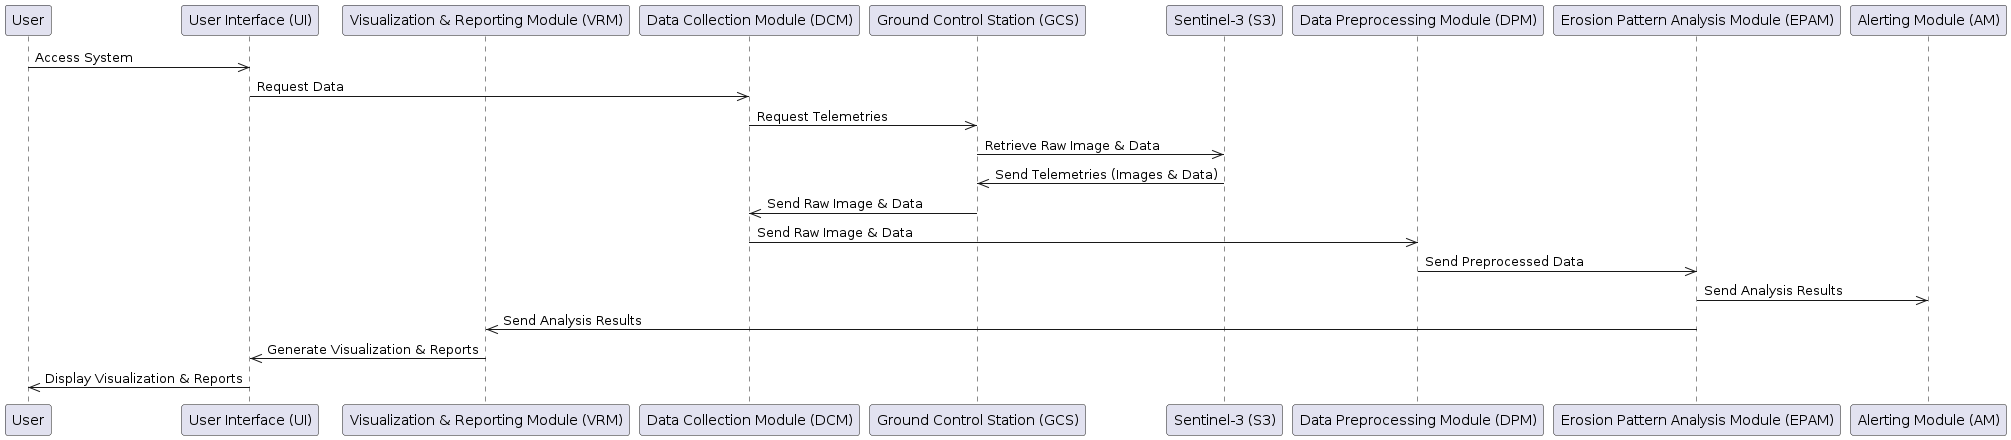 User
User Interface (UI)
Visualization & Reporting Module (VRM)
Data Collection Module (DCM)
Ground Control Station (GCS)
Sentinel-3 (S3)
Data Preprocessing Module (DPM)
Erosion Pattern Analysis Module (EPAM)
Alerting Module (AM)
Access System
Request Data
Request Telemetries
Retrieve Raw Image & Data
Send Telemetries (Images & Data)
Send Raw Image & Data
Send Raw Image & Data
Send Preprocessed Data
Send Analysis Results
Send Analysis Results
Generate Visualization & Reports
Display Visualization & Reports
User
User Interface (UI)
Visualization & Reporting Module (VRM)
Data Collection Module (DCM)
Ground Control Station (GCS)
Sentinel-3 (S3)
Data Preprocessing Module (DPM)
Erosion Pattern Analysis Module (EPAM)
Alerting Module (AM)